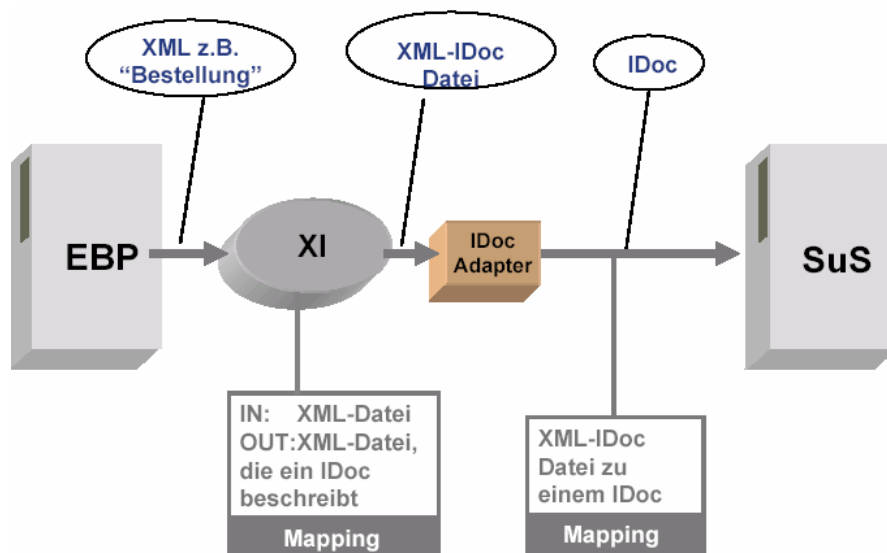 XML z.B.
“Bestellung”
XML-IDoc
Datei
IDoc
EBP
XI
IDoc
Adapter
SuS
IN: XML-Datei
OUT:XML-Datei,
die ein IDoc
beschreibt
Mapping
XML-IDoc
Datei zu
einem IDoc
Mapping